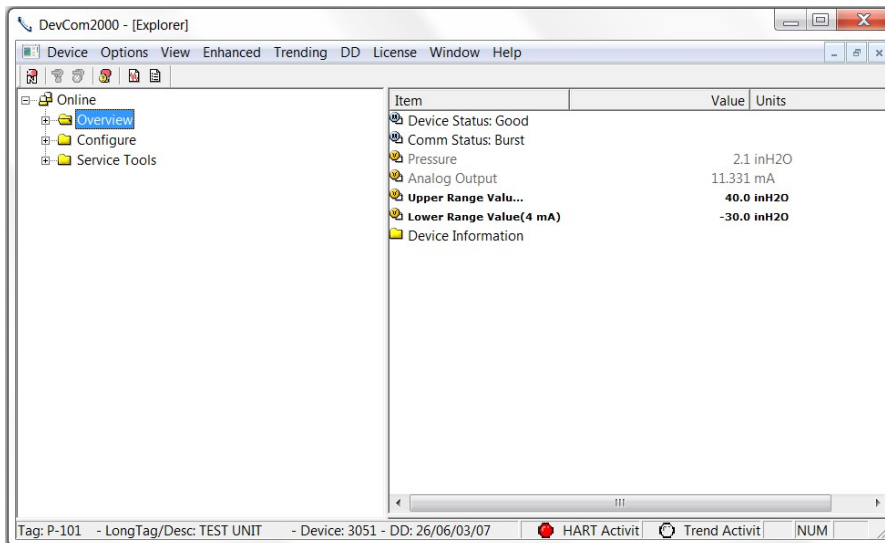 DevCom2000 - [Explorer]
Device Options View Enhanced Trending DD License Window Help
Online
Overview
Configure
Service Tools
Item Value Units
Device Status: Good
Comm Status: Burst
Pressure 2.1 inH2O
Analog Output 11.331 mA
Upper Range Valu... 40.0 inH2O
Lower Range Value(4 mA) -30.0 inH2O
Device Information
Tag: P-101 - LongTag/Desc: TEST UNIT - Device: 3051 - DD: 26/06/03/07 HART Activit Trend Activit NUM